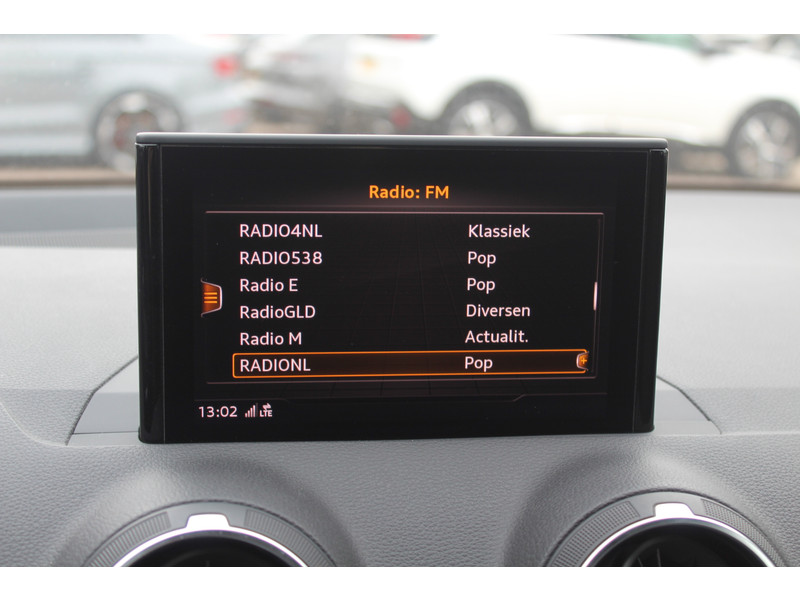 Radio: FM
RADIO4NL Klassiek
RADIO538 Pop
Radio E Pop
RadioGLD Diversen
Radio M Actualit.
RADIONL Pop
13:02 LTE